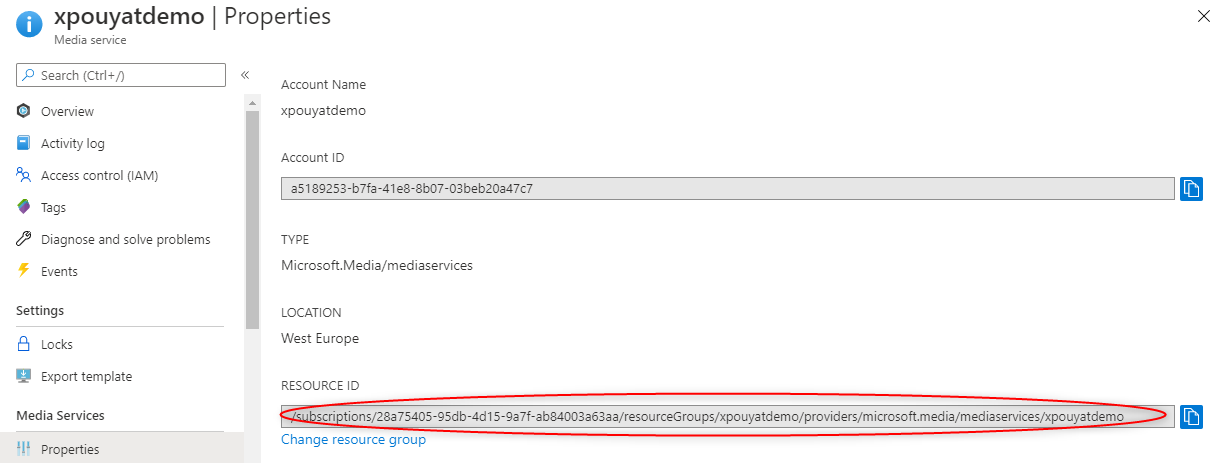 xpouyatdemo | Properties
Media service
Search (Ctrl+/)
«
Overview
Activity log
Access control (IAM)
Tags
Diagnose and solve problems
Events
Settings
Locks
Export template
Media Services
Properties
Account Name
xpouyatdemo
Account ID
a5189253-b7fa-41e8-8b07-03beb20a47c7
TYPE
Microsoft.Media/mediaservices
LOCATION
West Europe
RESOURCE ID
/subscriptions/28a75405-95db-4d15-9a7f-ab84003a63aa/resourceGroups/xpouyatdemo/providers/microsoft.media/mediaservices/xpouyatdemo
Change resource group